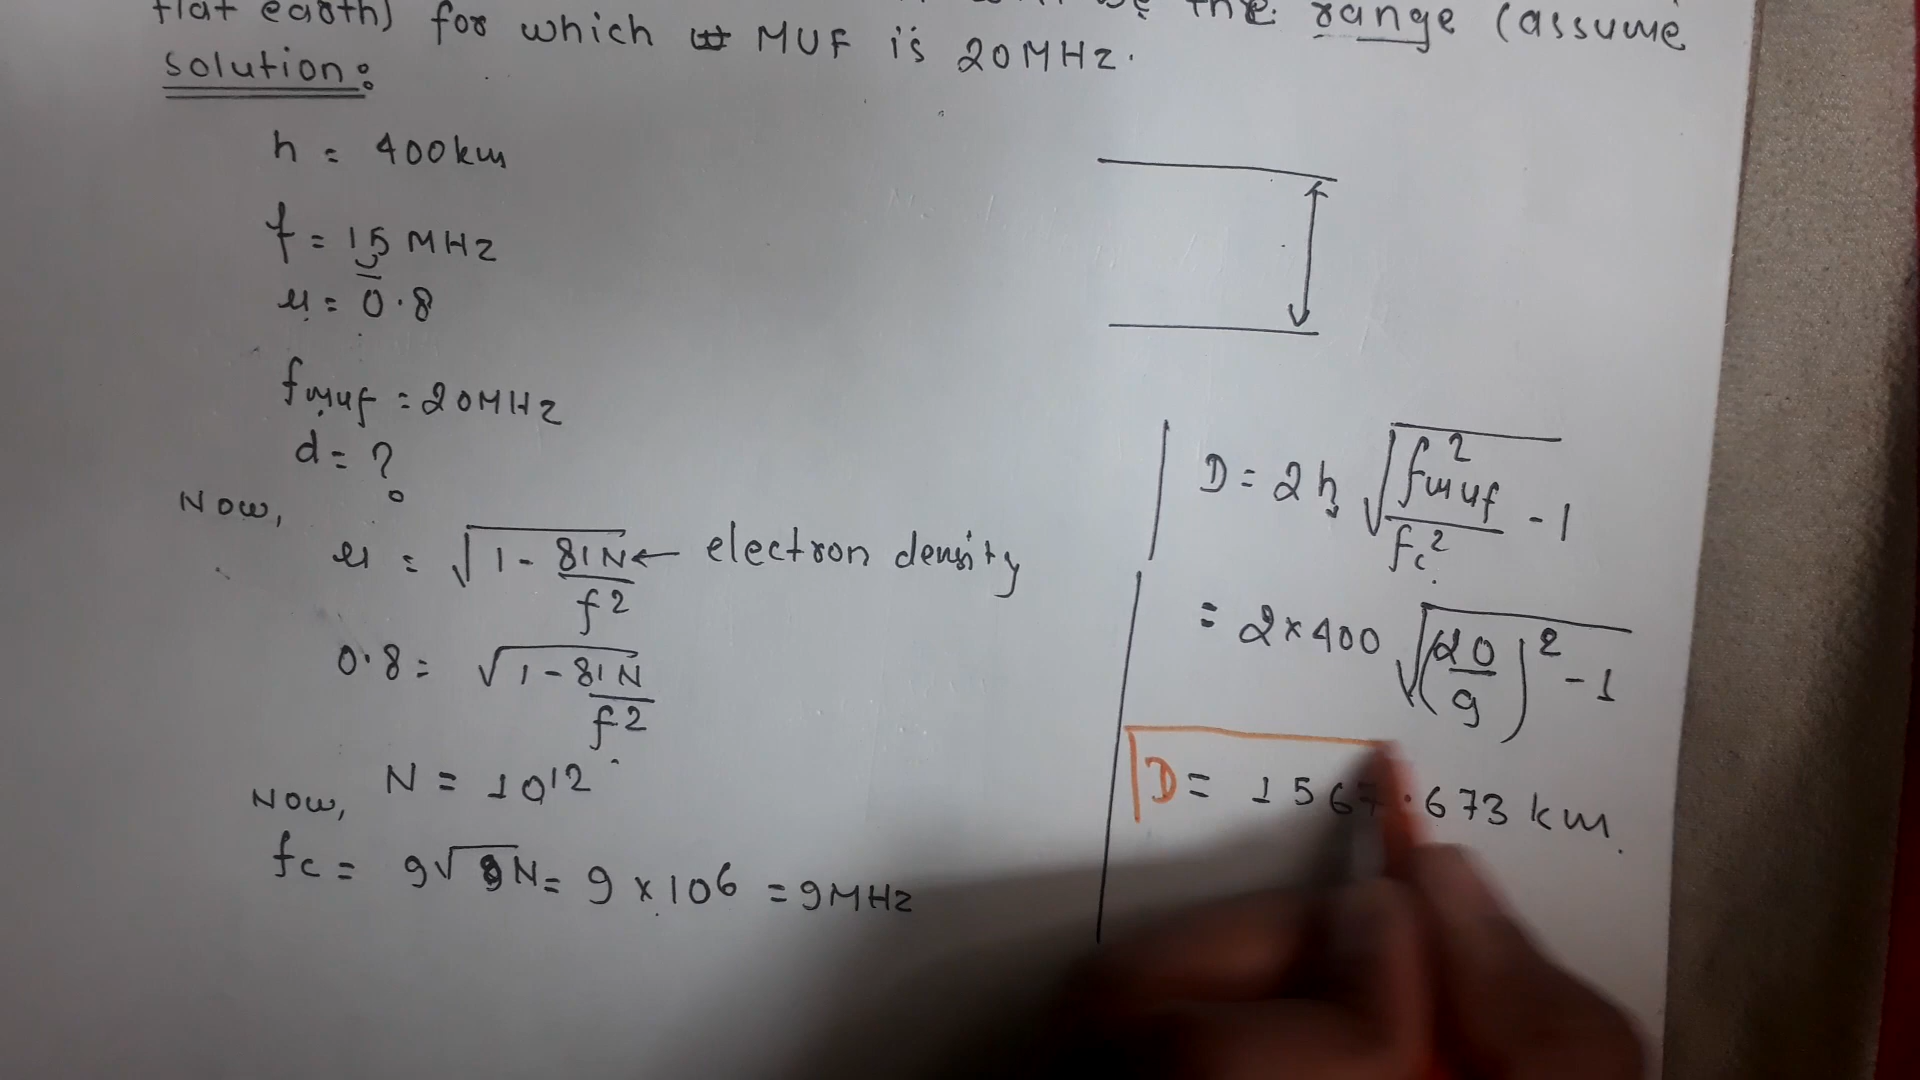 flat earth) for which MUF is 20MHz. the range (assume
solution:
h = 400km
f = 15 MHz
μ = 0.8
fmuf = 20MHz
d = ?
Now,
μ = √1 - 81N/f² ← electron density
0.8 = √1 - 81N/f²
N = 10¹²
Now,
fc = 9√N = 9 × 10⁶ = 9MHz
D = 2h √fmuf²/fc² - 1
= 2×400 √(20/9)² - 1
D = 1567.673 km.